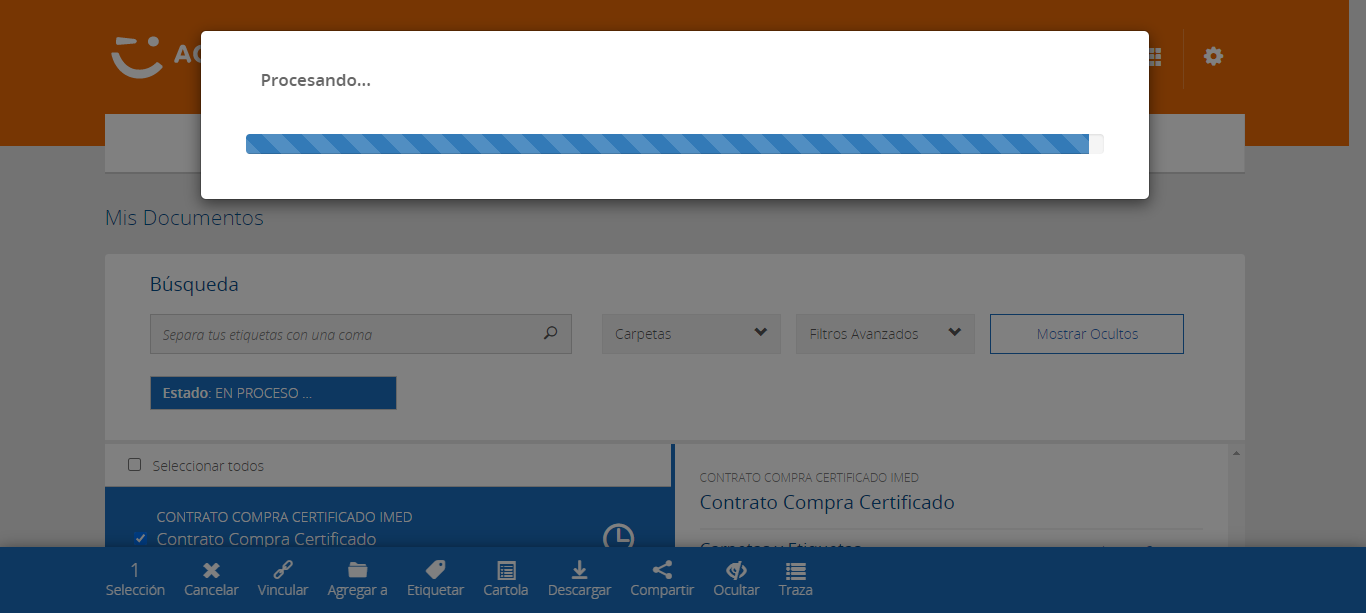 Procesando...
Mis Documentos
Búsqueda
Separa tus etiquetas con una coma
Carpetas
Filtros Avanzados
Mostrar Ocultos
Estado: EN PROCESO ...
Seleccionar todos
CONTRATO COMPRA CERTIFICADO IMED
Contrato Compra Certificado
CONTRATO COMPRA CERTIFICADO IMED
Contrato Compra Certificado
Carpetas y Etiquetas
1
Selección
Cancelar
Vincular
Agregar a
Etiquetar
Cartola
Descargar
Compartir
Ocultar
Traza